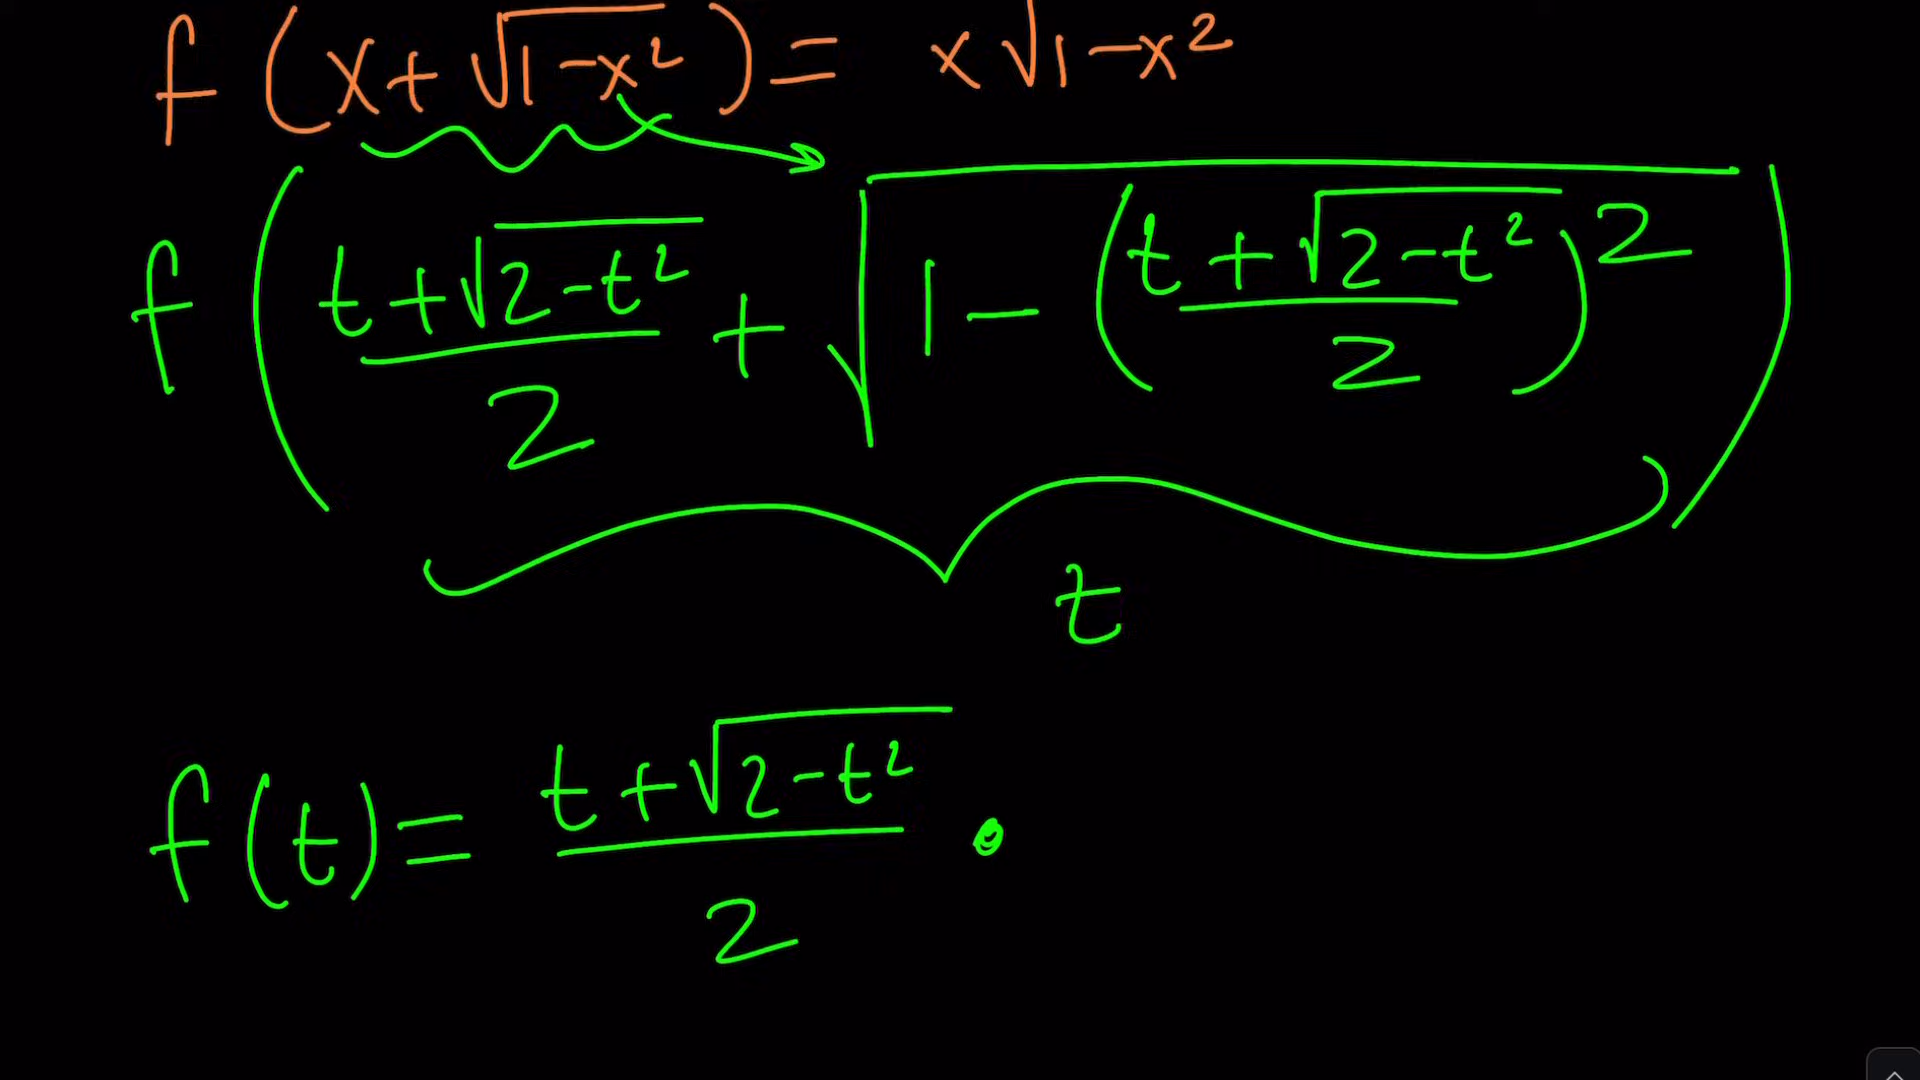 f(x+√(1-x²)) = x√(1-x²)
f((t+√(2-t²))/2 + √(1-((t+√(2-t²))/2)²))
t
f(t) = (t+√(2-t²))/2 ·